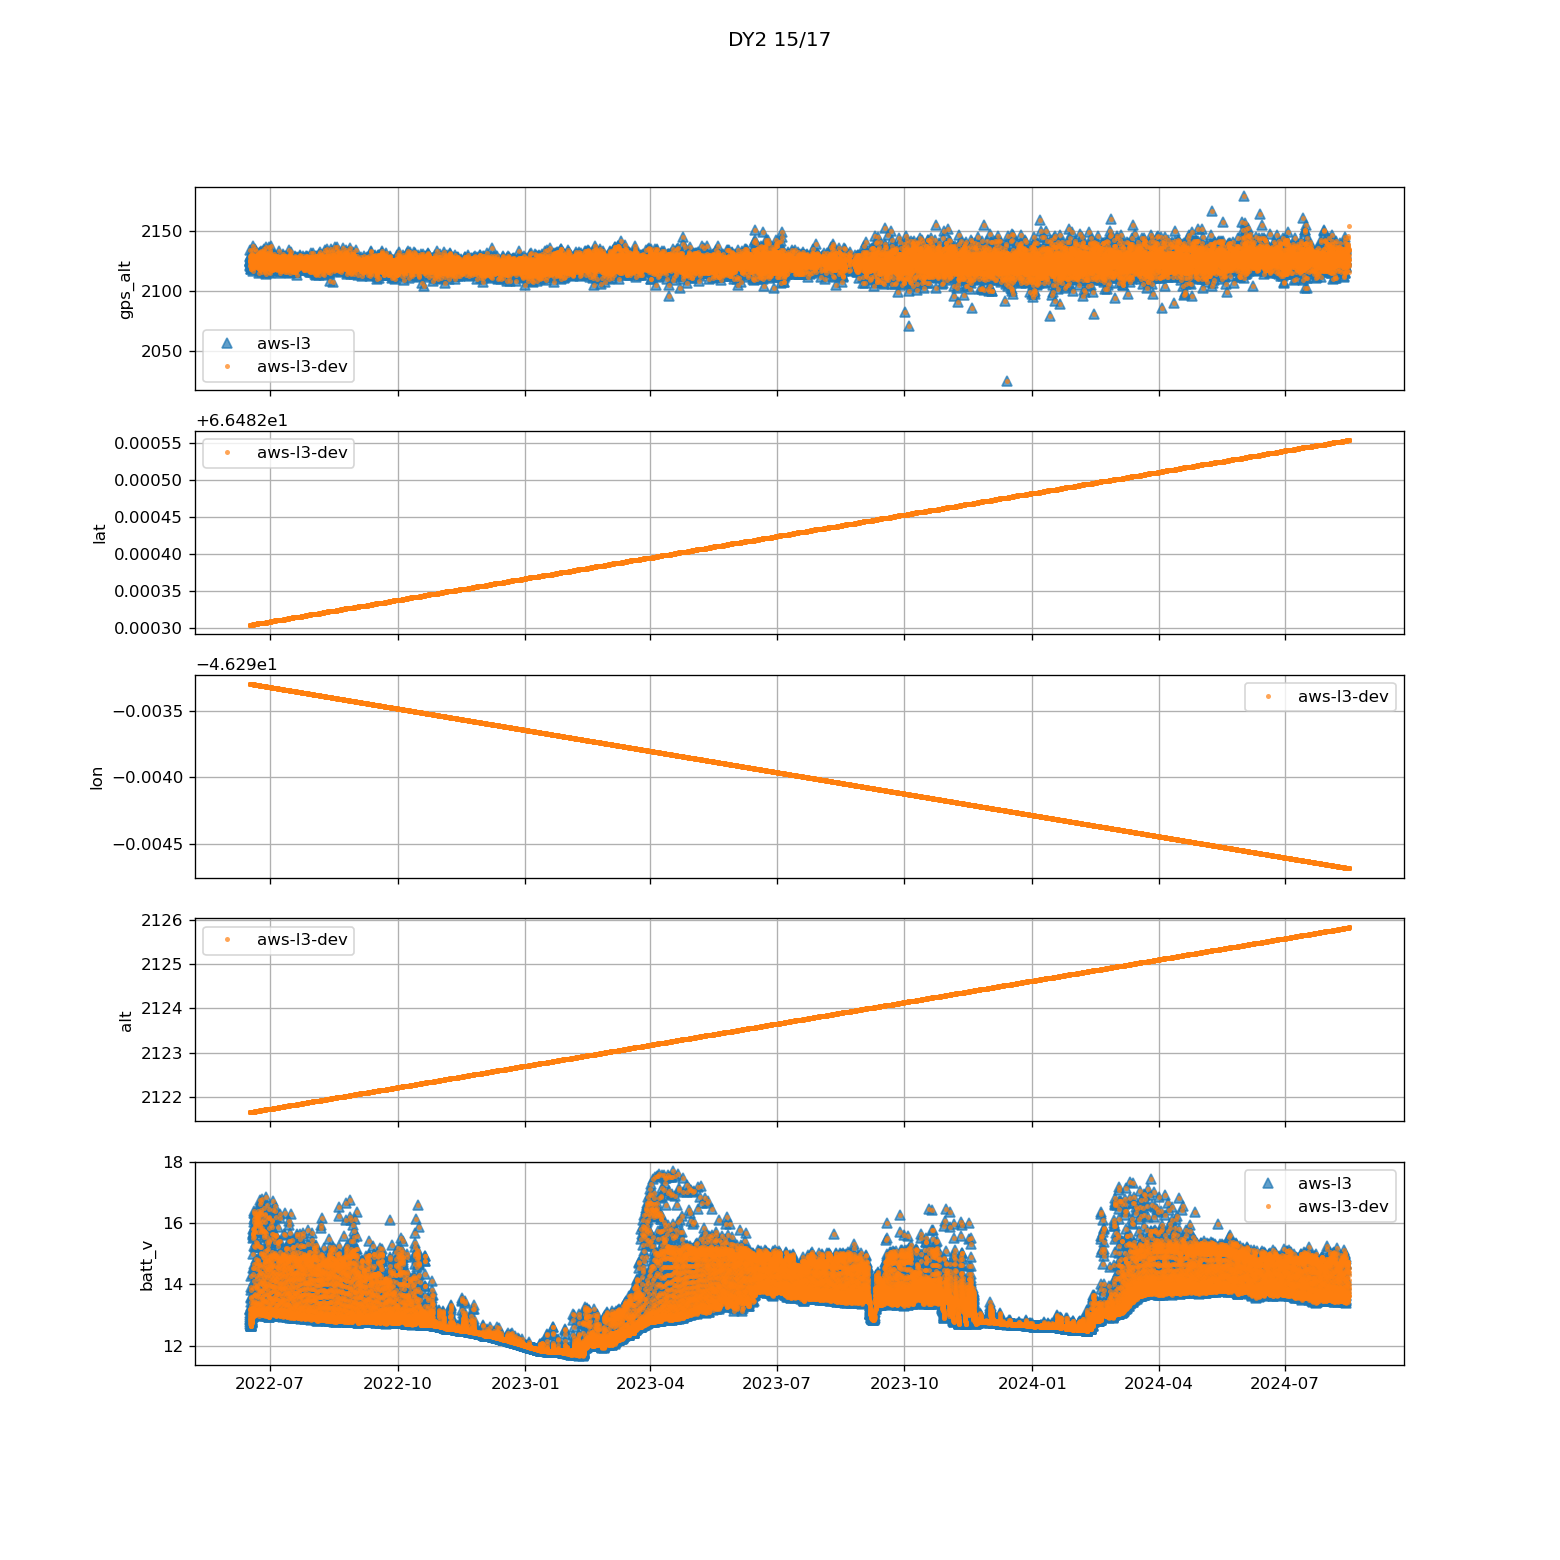 DY2 15/17
gps_alt
2150
2100
2050
aws-l3
aws-l3-dev
+6.6482e1
lat
0.00055
0.00050
0.00045
0.00040
0.00035
0.00030
aws-l3-dev
−4.629e1
lon
−0.0035
−0.0040
−0.0045
aws-l3-dev
alt
2126
2125
2124
2123
2122
aws-l3-dev
batt_v
18
16
14
12
aws-l3
aws-l3-dev
2022-07 2022-10 2023-01 2023-04 2023-07 2023-10 2024-01 2024-04 2024-07